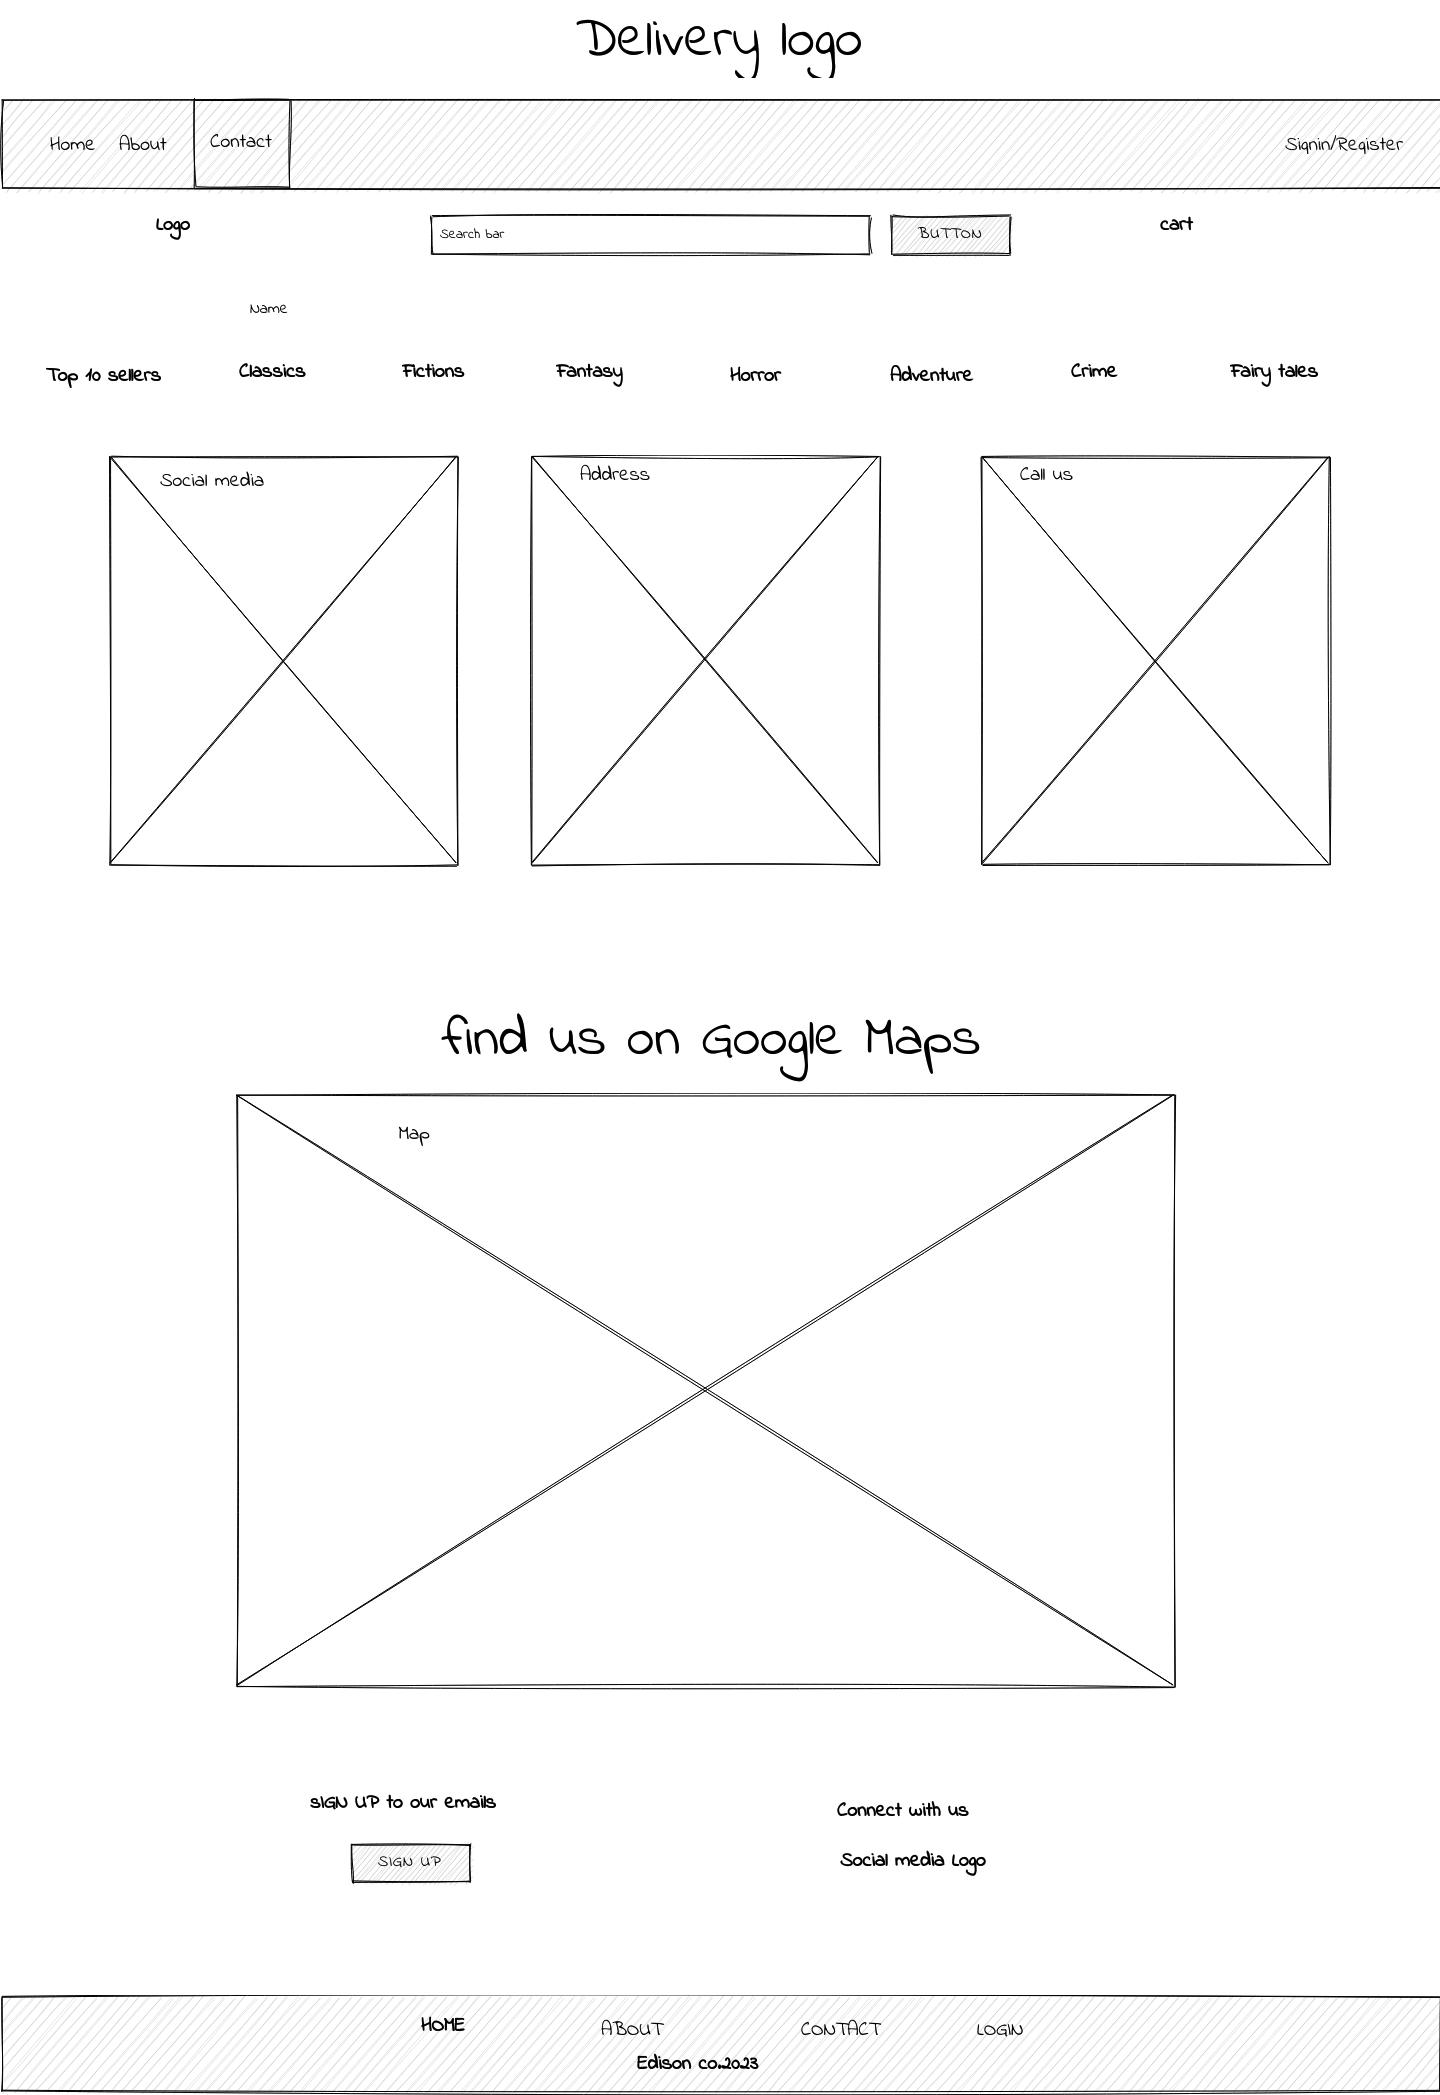 Delivery logo
Home About Contact Signin/Register
Logo Search bar BUTTON cart
Name
Top 10 sellers Classics Fictions Fantasy Horror Adventure Crime Fairy tales
Social media Address Call us
find us on Google Maps
Map
SIGN UP to our emails Connect with us
SIGN UP Social media Logo
HOME ABOUT CONTACT LOGIN
Edison co.2023